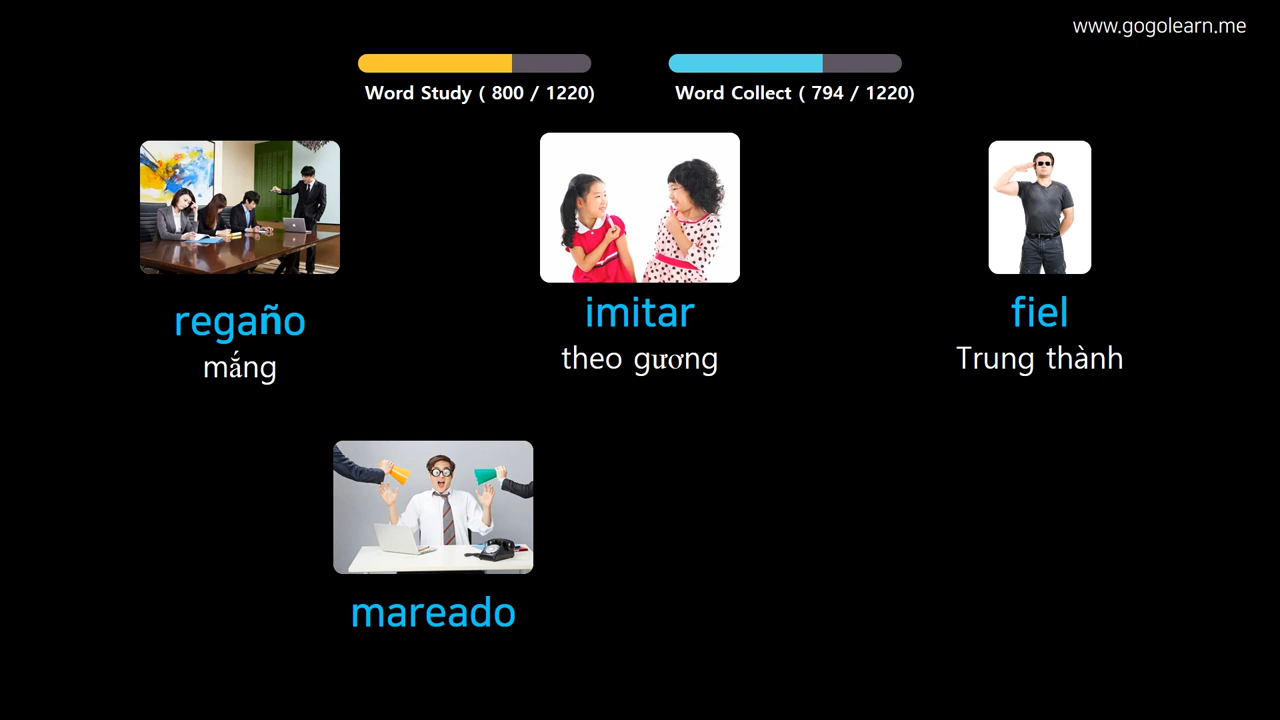 www.gogolearn.me
Word Study ( 800 / 1220)
Word Collect ( 794 / 1220)
regaño
mắng
imitar
theo gương
fiel
Trung thành
mareado